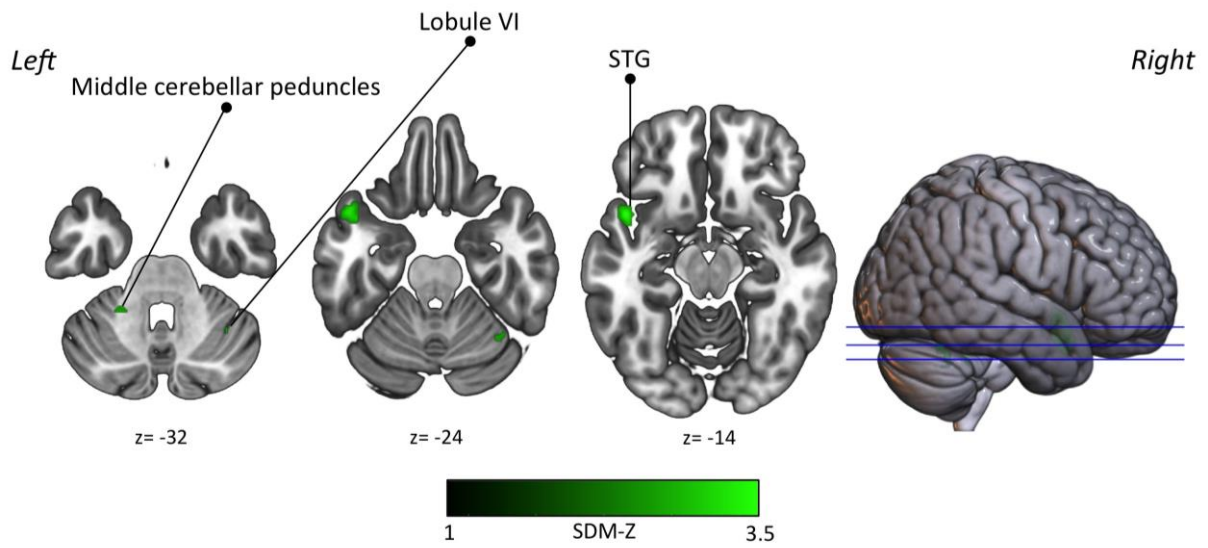 Lobule VI
Left
STG
Right
Middle cerebellar peduncles
z= -32
z= -24
z= -14
1
SDM-Z
3.5